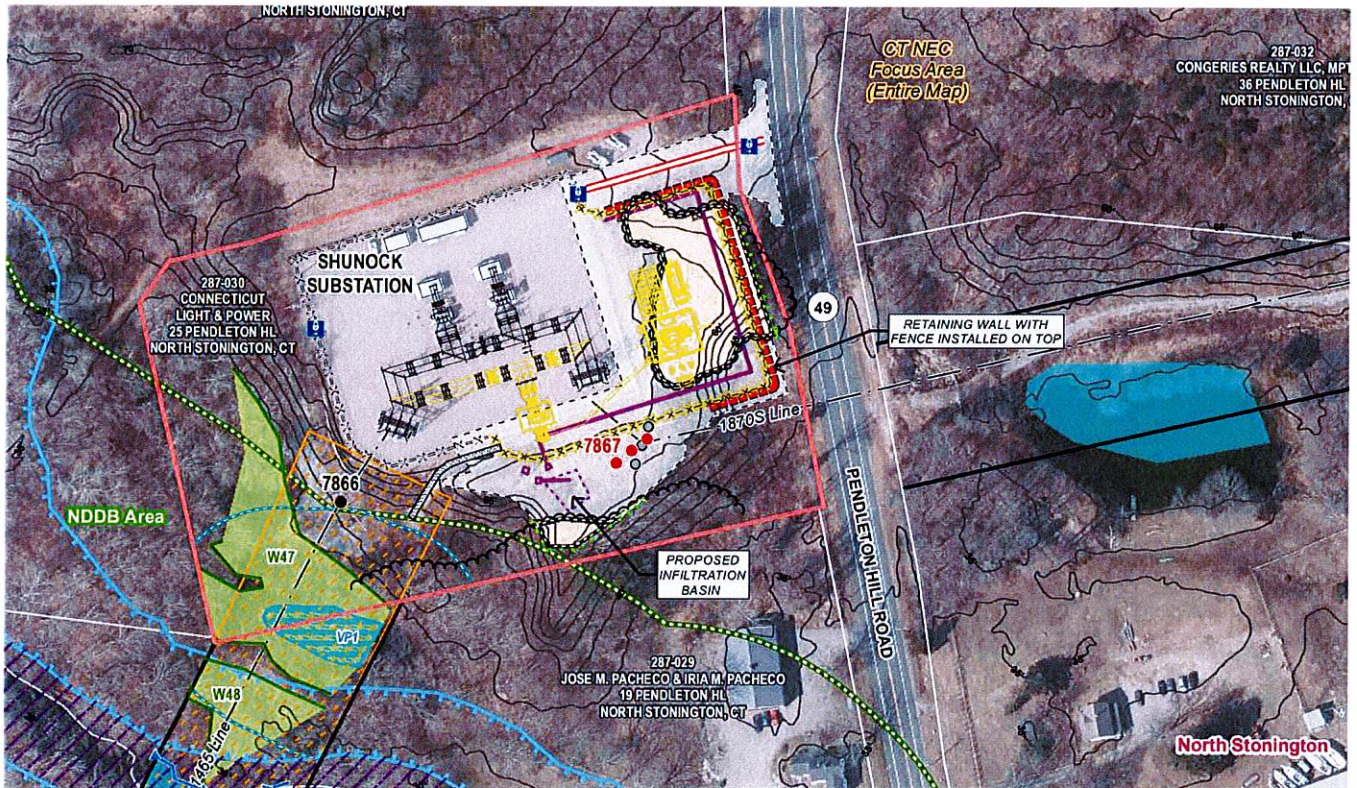 NORTH STONINGTON, CT
CT NEC
Focus Area
(Entire Map)
287-032
CONGERIES REALTY LLC, MPT
36 PENDLETON HL
NORTH STONINGTON,
SHUNOCK
SUBSTATION
287-030
CONNECTICUT
LIGHT & POWER
25 PENDLETON HL
NORTH STONINGTON, CT
49
RETAINING WALL WITH
FENCE INSTALLED ON TOP
1870S Line
7867
7866
NDDB Area
W47
PROPOSED
INFILTRATION
BASIN
PENDLETON HILL ROAD
VP1
287-029
JOSE M. PACHECO & IRIA M. PACHECO
19 PENDLETON HL
NORTH STONINGTON, CT
W48
1465 Line
North Stonington